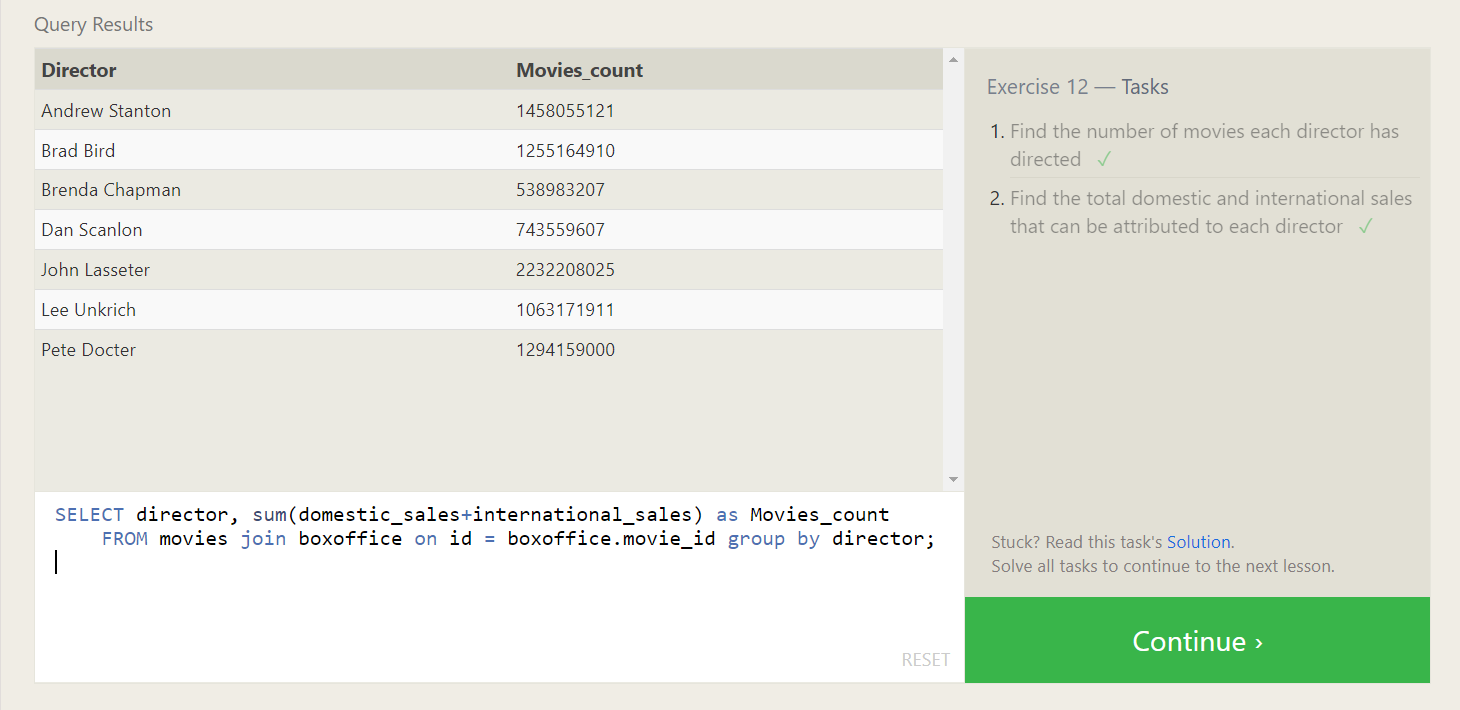 Query Results
Director Movies_count
Andrew Stanton 1458055121
Brad Bird 1255164910
Brenda Chapman 538983207
Dan Scanlon 743559607
John Lasseter 2232208025
Lee Unkrich 1063171911
Pete Docter 1294159000
SELECT director, sum(domestic_sales+international_sales) as Movies_count
FROM movies join boxoffice on id = boxoffice.movie_id group by director;
RESET
Exercise 12 — Tasks
1. Find the number of movies each director has
directed ✓
2. Find the total domestic and international sales
that can be attributed to each director ✓
Stuck? Read this task's Solution.
Solve all tasks to continue to the next lesson.
Continue ›